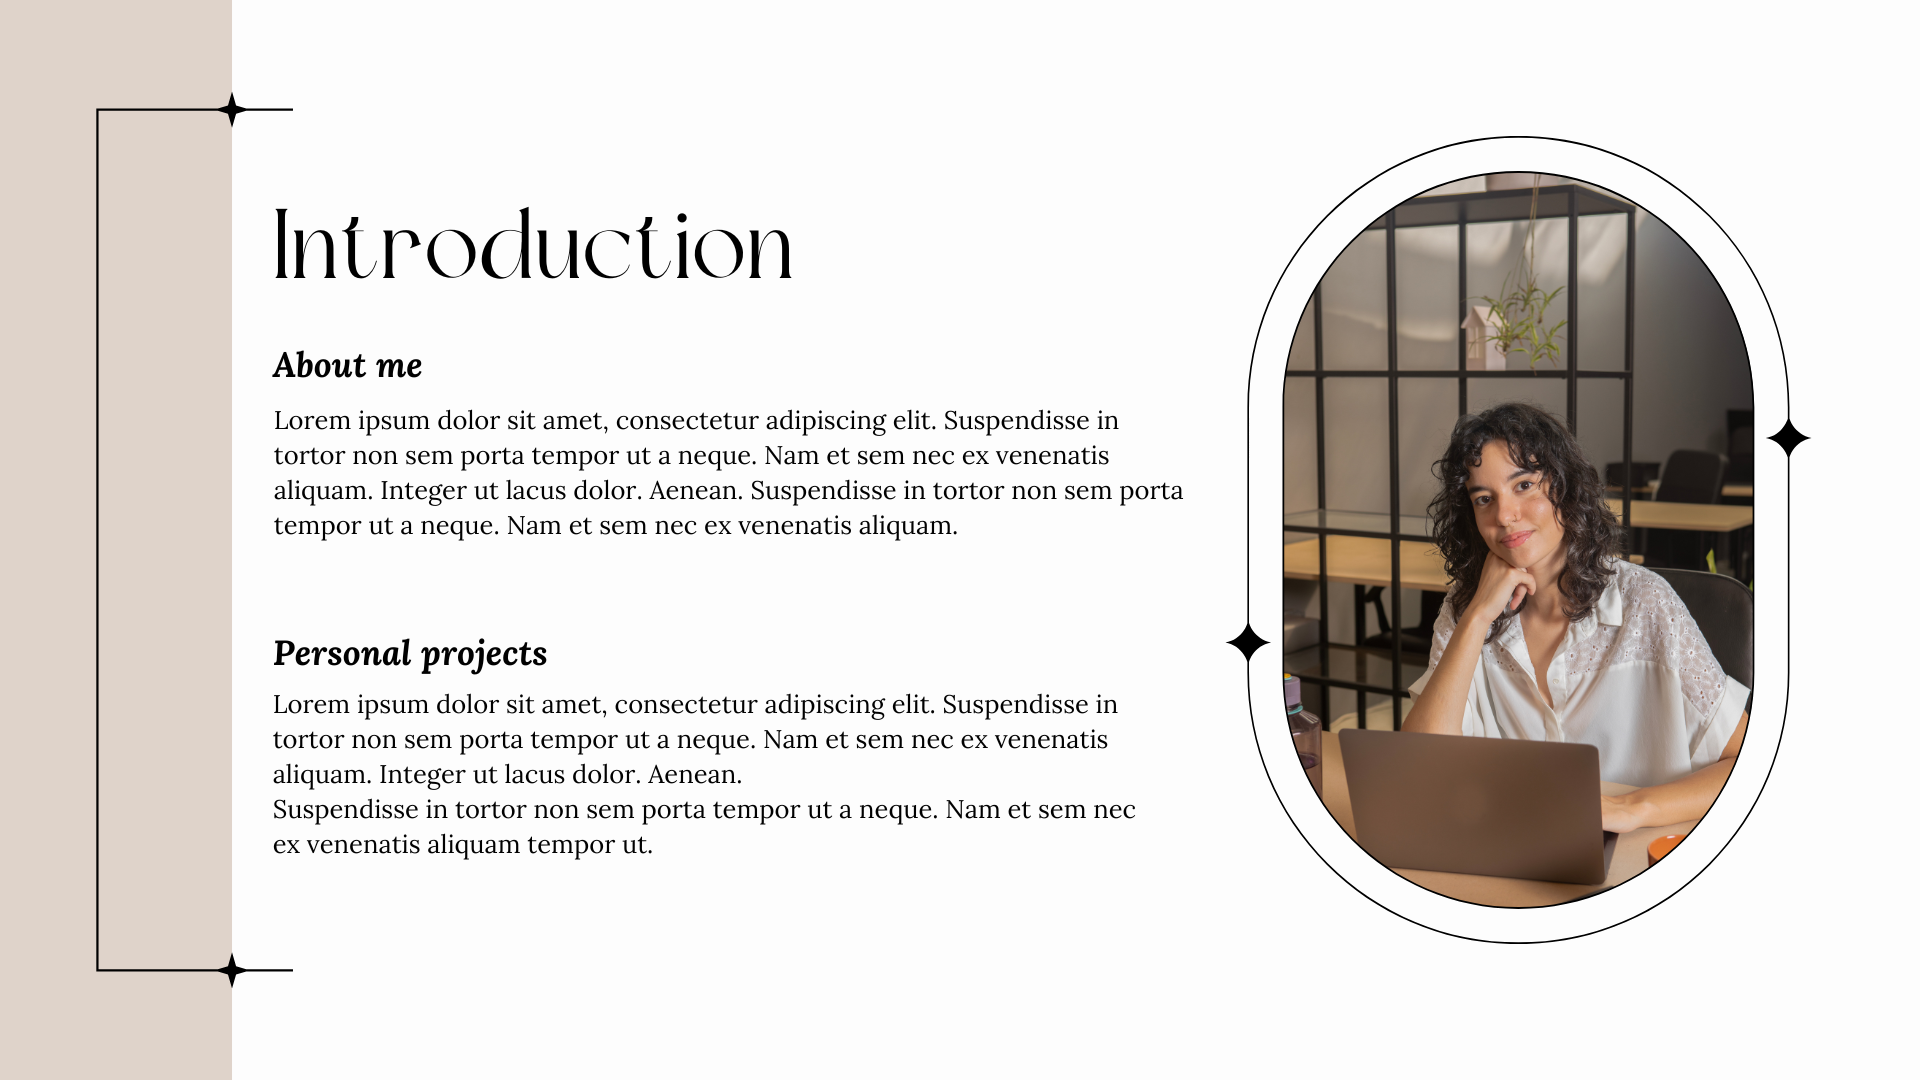 Introduction
About me
Lorem ipsum dolor sit amet, consectetur adipiscing elit. Suspendisse in
tortor non sem porta tempor ut a neque. Nam et sem nec ex venenatis
aliquam. Integer ut lacus dolor. Aenean. Suspendisse in tortor non sem porta
tempor ut a neque. Nam et sem nec ex venenatis aliquam.
Personal projects
Lorem ipsum dolor sit amet, consectetur adipiscing elit. Suspendisse in
tortor non sem porta tempor ut a neque. Nam et sem nec ex venenatis
aliquam. Integer ut lacus dolor. Aenean.
Suspendisse in tortor non sem porta tempor ut a neque. Nam et sem nec
ex venenatis aliquam tempor ut.